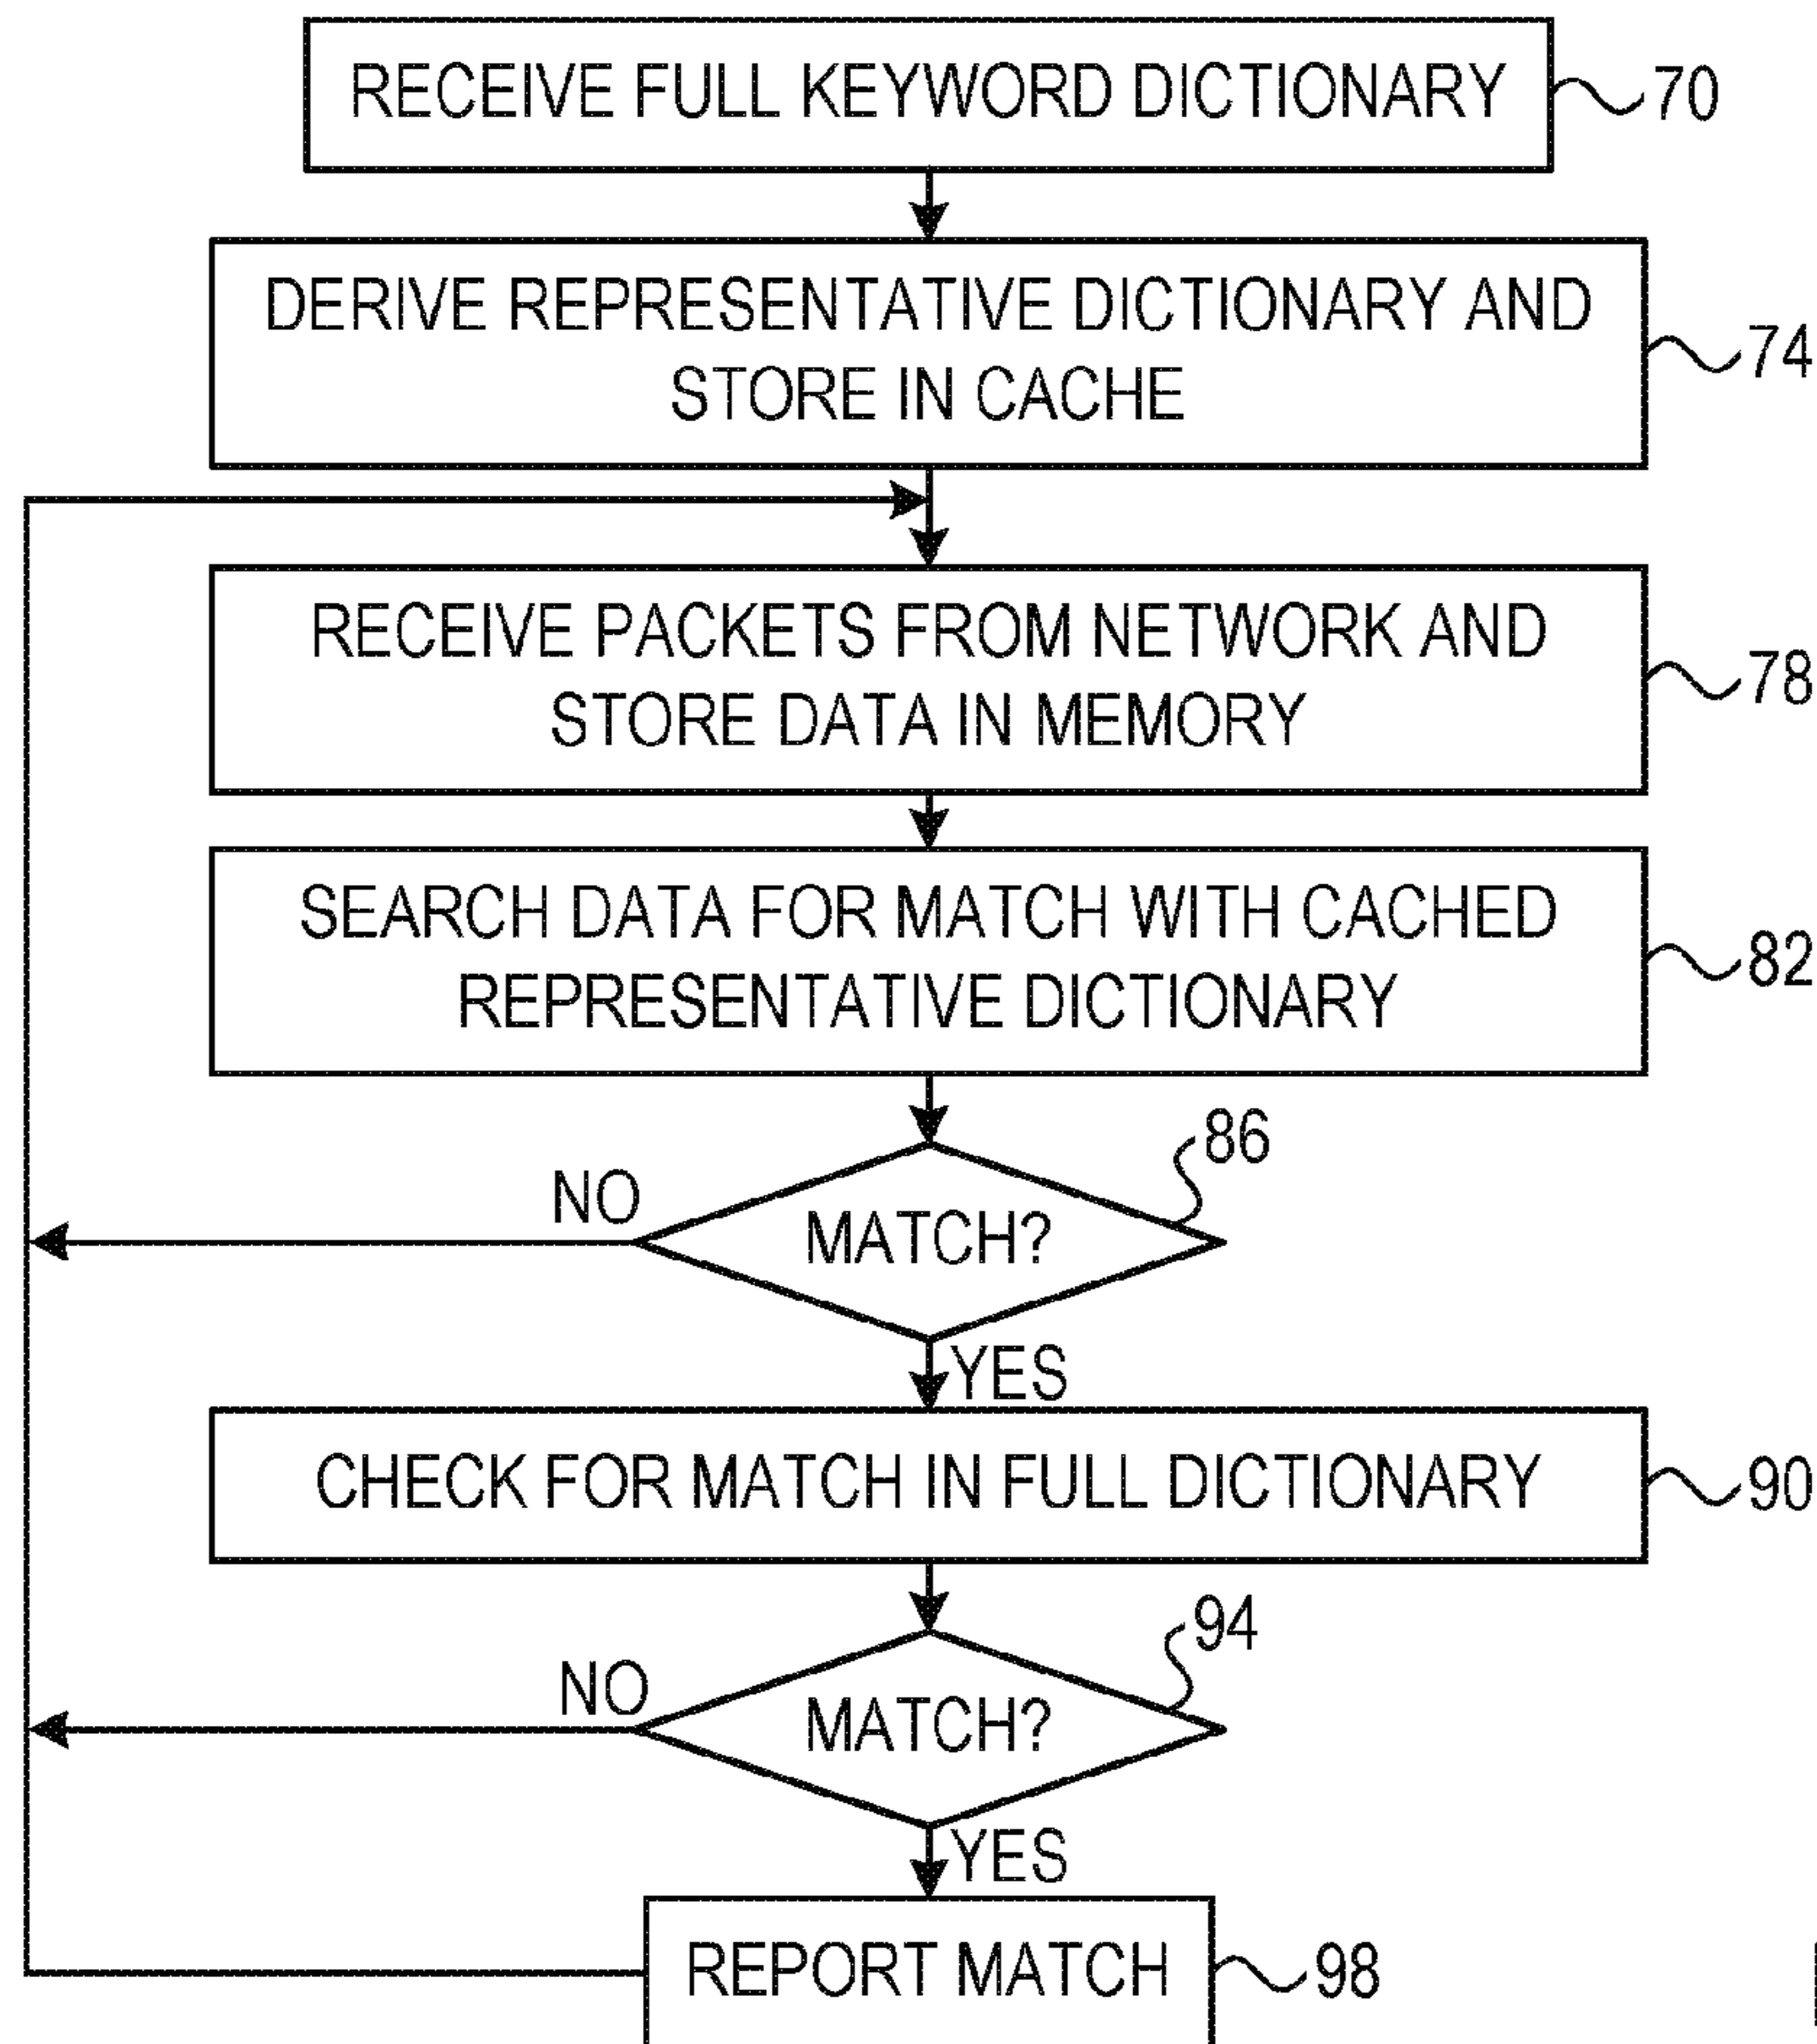 RECEIVE FULL KEYWORD DICTIONARY
70
DERIVE REPRESENTATIVE DICTIONARY AND
STORE IN CACHE
74
RECEIVE PACKETS FROM NETWORK AND
STORE DATA IN MEMORY
78
SEARCH DATA FOR MATCH WITH CACHED
REPRESENTATIVE DICTIONARY
82
86
NO
MATCH?
YES
CHECK FOR MATCH IN FULL DICTIONARY
90
94
NO
MATCH?
YES
REPORT MATCH
98